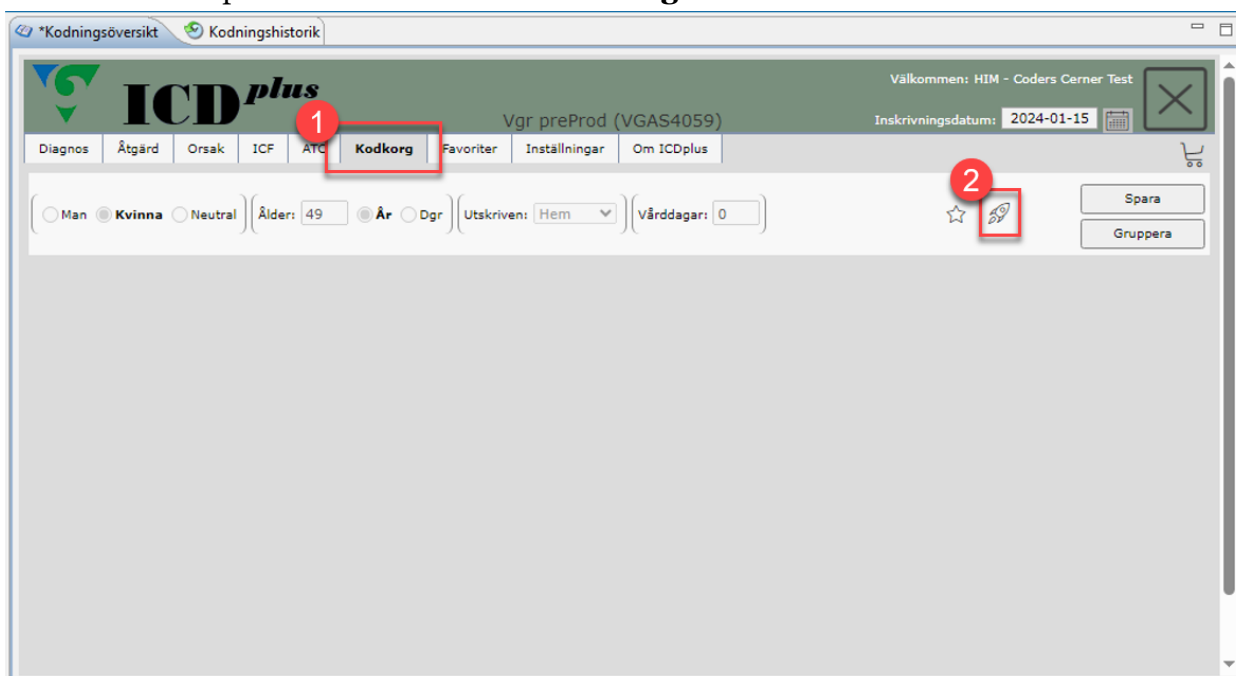 *Kodningsöversikt Kodningshistorik
ICD plus
Vgr preProd (VGAS4059)
Välkommen: HIM - Coders Cerner Test
Inskrivningsdatum: 2024-01-15
1
Diagnos Åtgärd Orsak ICF ATC Kodkorg Favoriter Inställningar Om ICDplus
2
Man Kvinna Neutral Ålder: 49 År Dgr Utskriven: Hem Vårddagar: 0
Spara
Gruppera